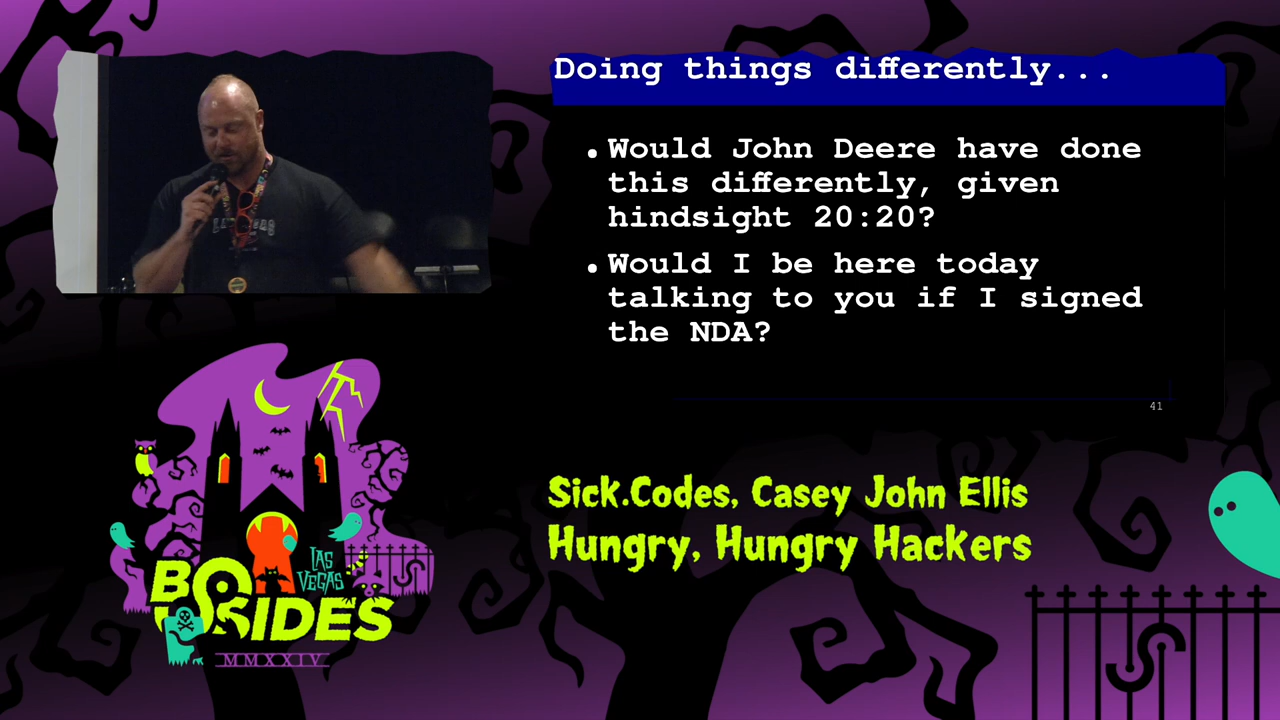 Doing things differently...
• Would John Deere have done
this differently, given
hindsight 20:20?
• Would I be here today
talking to you if I signed
the NDA?
41
Sick.Codes, Casey John Ellis
Hungry, Hungry Hackers
LAS
VEGAS
BSIDES
MMXXIV